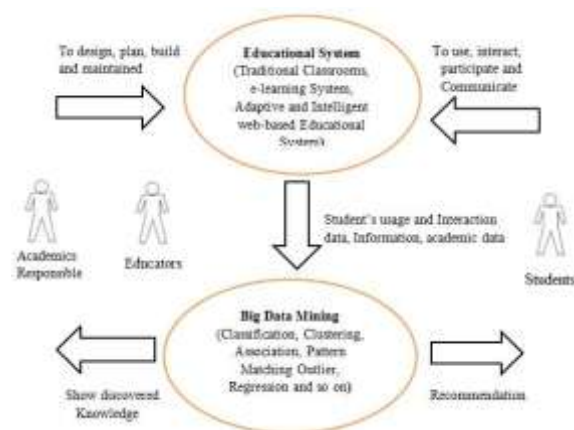 To design, plan, build
and maintained
Educational System
(Traditional Classrooms,
e-learning System,
Adaptive and Intelligent
web-based Educational
System)
To use, interact,
participate and
Communicate
Student's usage and Interaction
data, Information, academic data
Academics
Responsible
Educators
Students
Big Data Mining
(Classification, Clustering,
Association, Pattern
Matching Outlier,
Regression and so on)
Show discovered
Knowledge
Recommendation